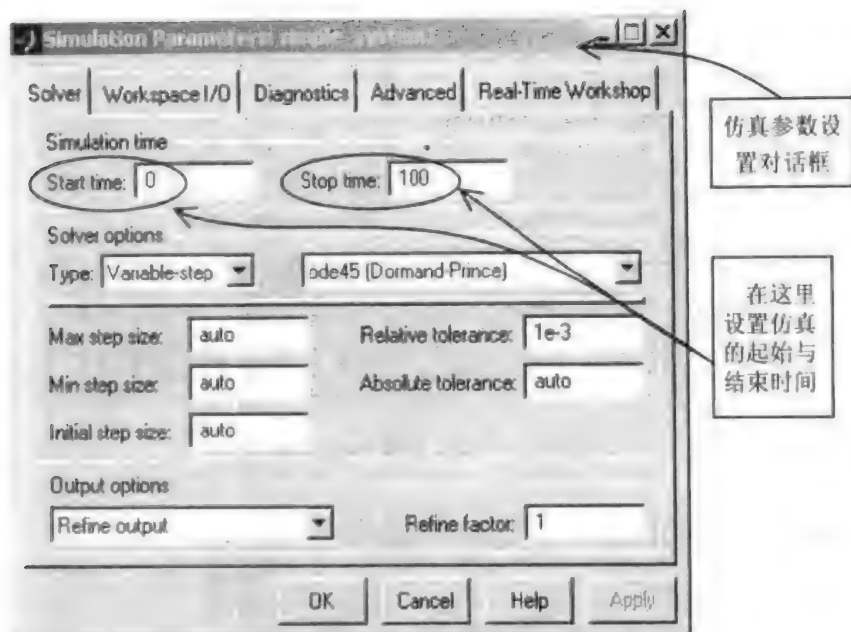 Simulation Parameters: simple_system
Solver Workspace I/O Diagnostics Advanced Real-Time Workshop
Simulation time
Start time: 0 Stop time: 100
Solver options
Type: Variable-step ode45 (Dormand-Prince)
Max step size: auto Relative tolerance: 1e-3
Min step size: auto Absolute tolerance: auto
Initial step size: auto
Output options
Refine output Refine factor: 1
OK Cancel Help Apply
仿真参数设
置对话框
在这里
设置仿真
的起始与
结束时间